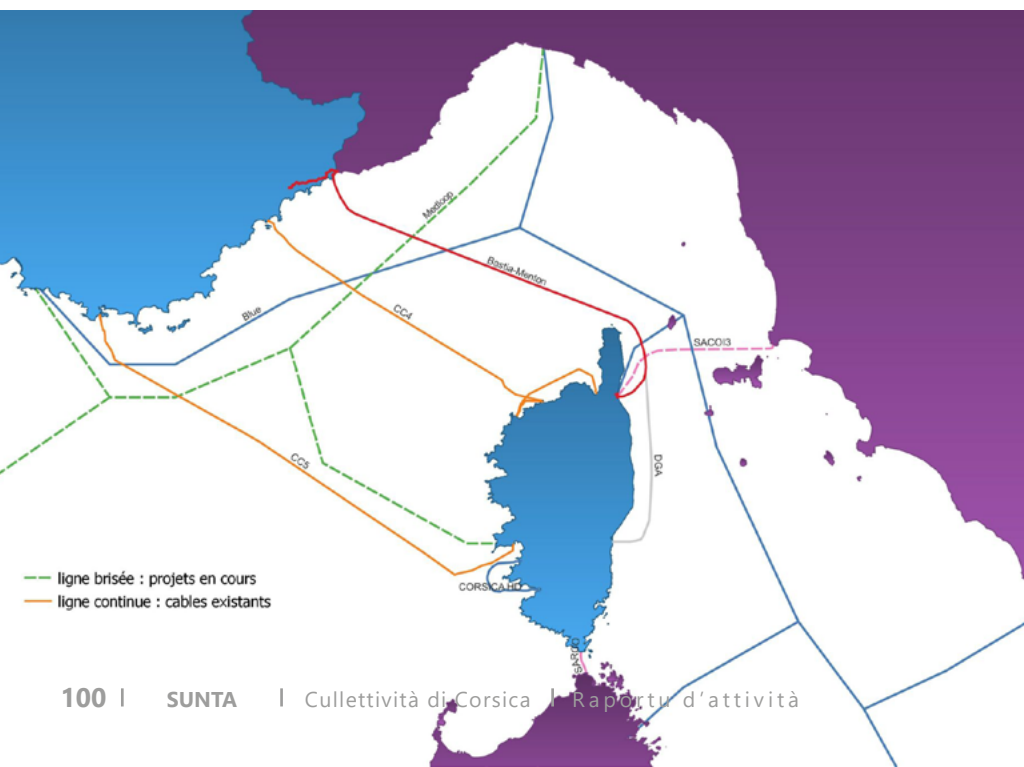 Medloop
Bastia-Menton
Blue
CC4
SACOI3
CC5
DGA
ligne brisée : projets en cours
ligne continue : cables existants
CORSICA HD
100 I SUNTA I Cullettività di Corsica I Raportu d'attività